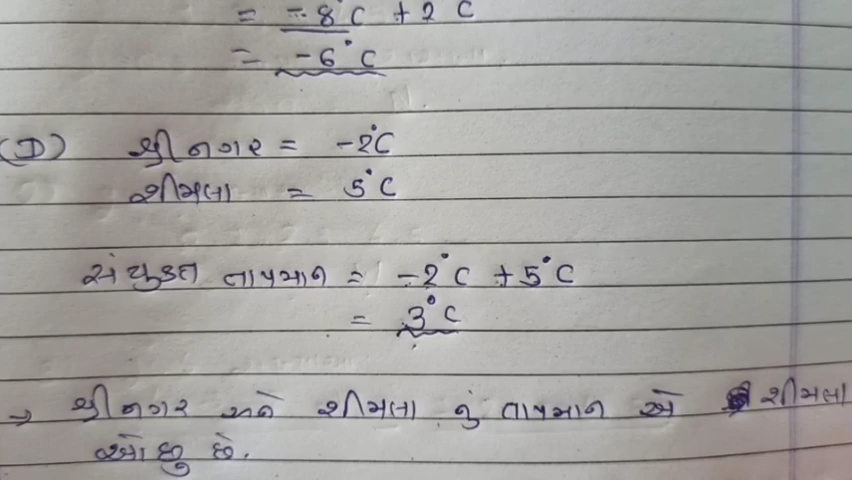 = -8°C + 2 C
= -6°C
(D) શ્રીનગર = -2°C
શીમલા = 5°C
સંયુક્ત તાપમાન = -2°C + 5°C
= 3°C
→ શ્રીનગર અને શીમલા નું તાપમાન એ શીમલા
ઓછુ છે.